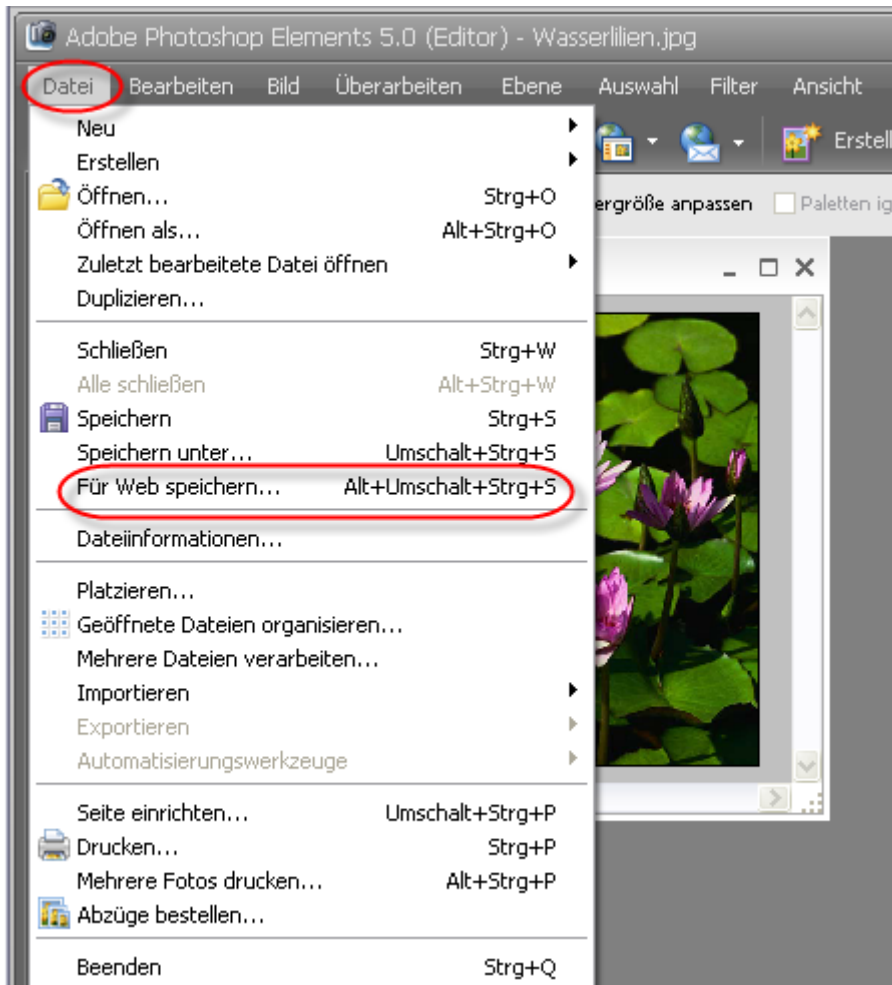 Adobe Photoshop Elements 5.0 (Editor) - Wasserlilien.jpg
Datei Bearbeiten Bild Überarbeiten Ebene Auswahl Filter Ansicht
Neu
Erstellen
Öffnen... Strg+O
Öffnen als... Alt+Strg+O
Zuletzt bearbeitete Datei öffnen
Duplizieren...
Schließen Strg+W
Alle schließen Alt+Strg+W
Speichern Strg+S
Speichern unter... Umschalt+Strg+S
Für Web speichern... Alt+Umschalt+Strg+S
Dateiinformationen...
Platzieren...
Geöffnete Dateien organisieren...
Mehrere Dateien verarbeiten...
Importieren
Exportieren
Automatisierungswerkzeuge
Seite einrichten... Umschalt+Strg+P
Drucken... Strg+P
Mehrere Fotos drucken... Alt+Strg+P
Abzüge bestellen...
Beenden Strg+Q
Erstell
ergröße anpassen Paletten ig